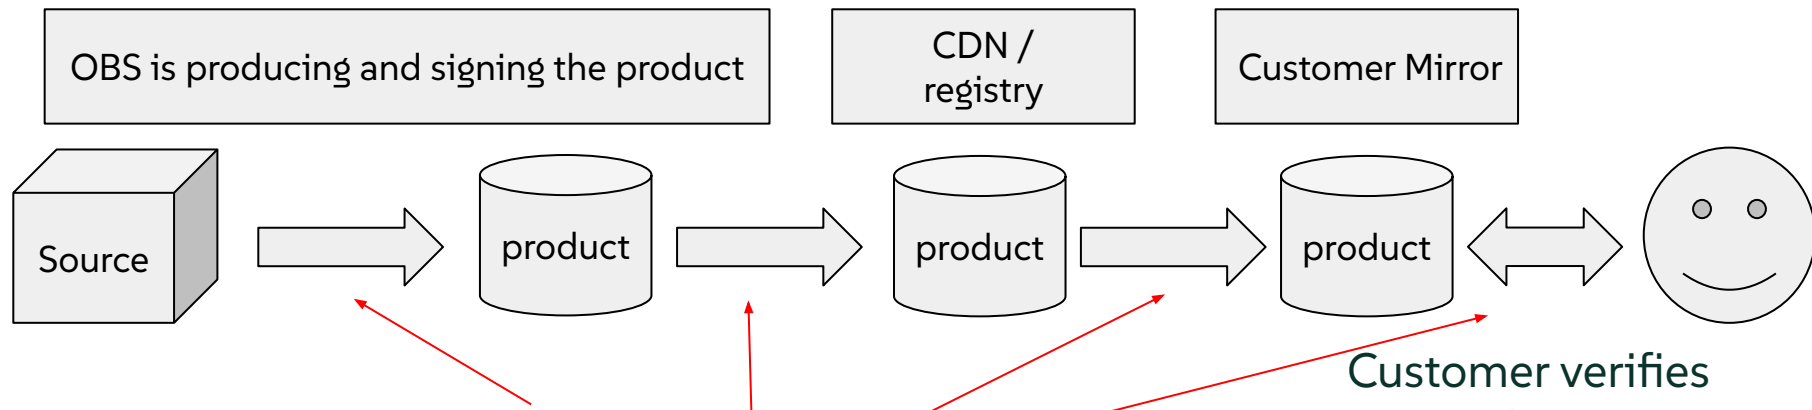 OBS is producing and signing the product
CDN /
registry
Customer Mirror
Source
product
product
product
Customer verifies